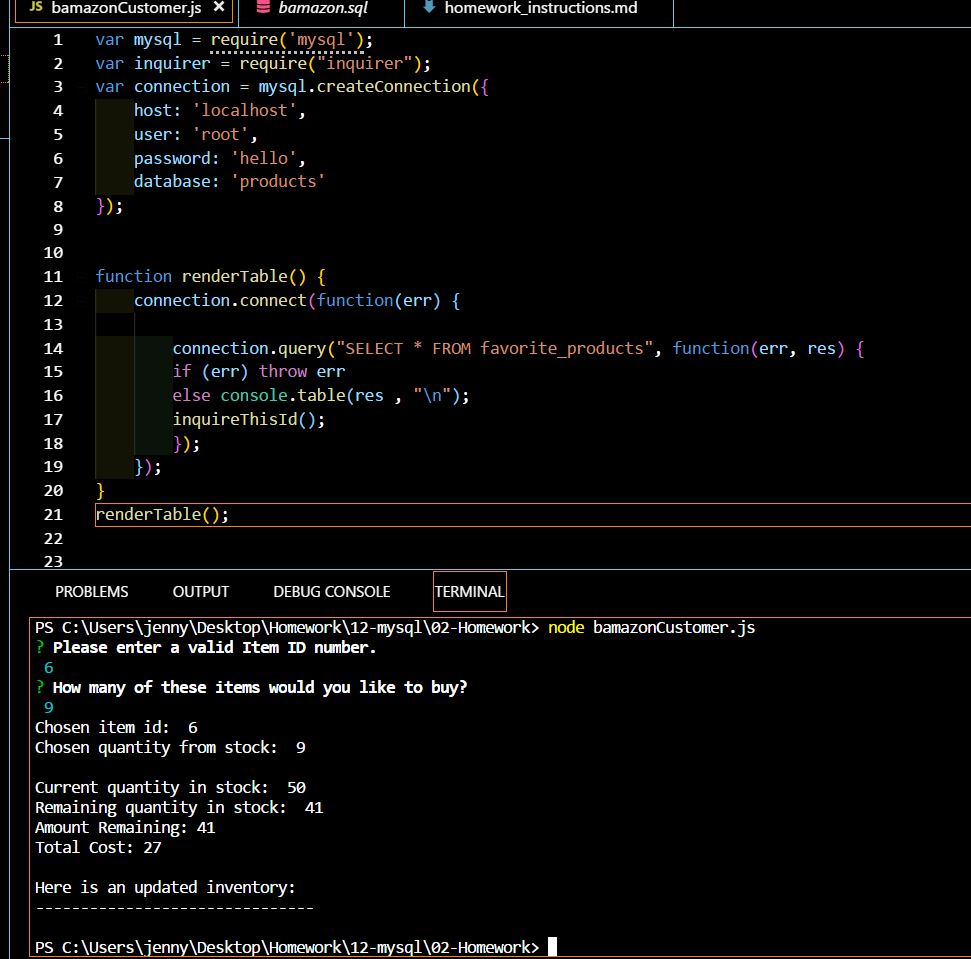 JS bamazonCustomer.js × bamazon.sql homework_instructions.md
1 var mysql = require('mysql');
2 var inquirer = require("inquirer");
3 var connection = mysql.createConnection({
4 host: 'localhost',
5 user: 'root',
6 password: 'hello',
7 database: 'products'
8 });
9
10
11 function renderTable() {
12 connection.connect(function(err) {
13
14 connection.query("SELECT * FROM favorite_products", function(err, res) {
15 if (err) throw err
16 else console.table(res , "\n");
17 inquireThisId();
18 });
19 });
20 }
21 renderTable();
22
23
PROBLEMS OUTPUT DEBUG CONSOLE TERMINAL
PS C:\Users\jenny\Desktop\Homework\12-mysql\02-Homework> node bamazonCustomer.js
? Please enter a valid Item ID number.
6
? How many of these items would you like to buy?
9
Chosen item id: 6
Chosen quantity from stock: 9
Current quantity in stock: 50
Remaining quantity in stock: 41
Amount Remaining: 41
Total Cost: 27
Here is an updated inventory:
-------------------------------
PS C:\Users\jenny\Desktop\Homework\12-mysql\02-Homework>